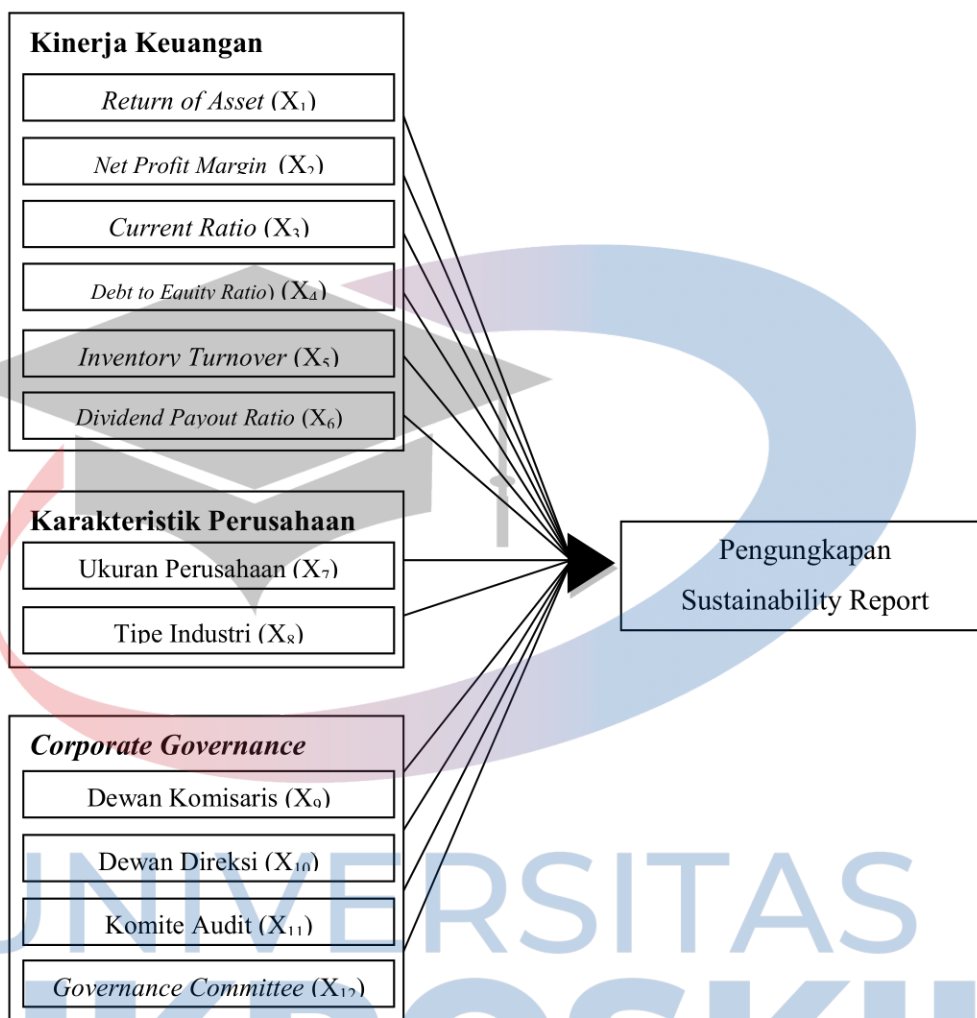 Kinerja Keuangan
Return of Asset (X₁)
Net Profit Margin (X₂)
Current Ratio (X₃)
Debt to Equity Ratio) (X₄)
Inventory Turnover (X₅)
Dividend Payout Ratio (X₆)
Karakteristik Perusahaan
Ukuran Perusahaan (X₇)
Tipe Industri (X₈)
Pengungkapan
Sustainability Report
Corporate Governance
Dewan Komisaris (X₉)
Dewan Direksi (X₁₀)
Komite Audit (X₁₁)
Governance Committee (X₁₂)
UNIVERSITAS